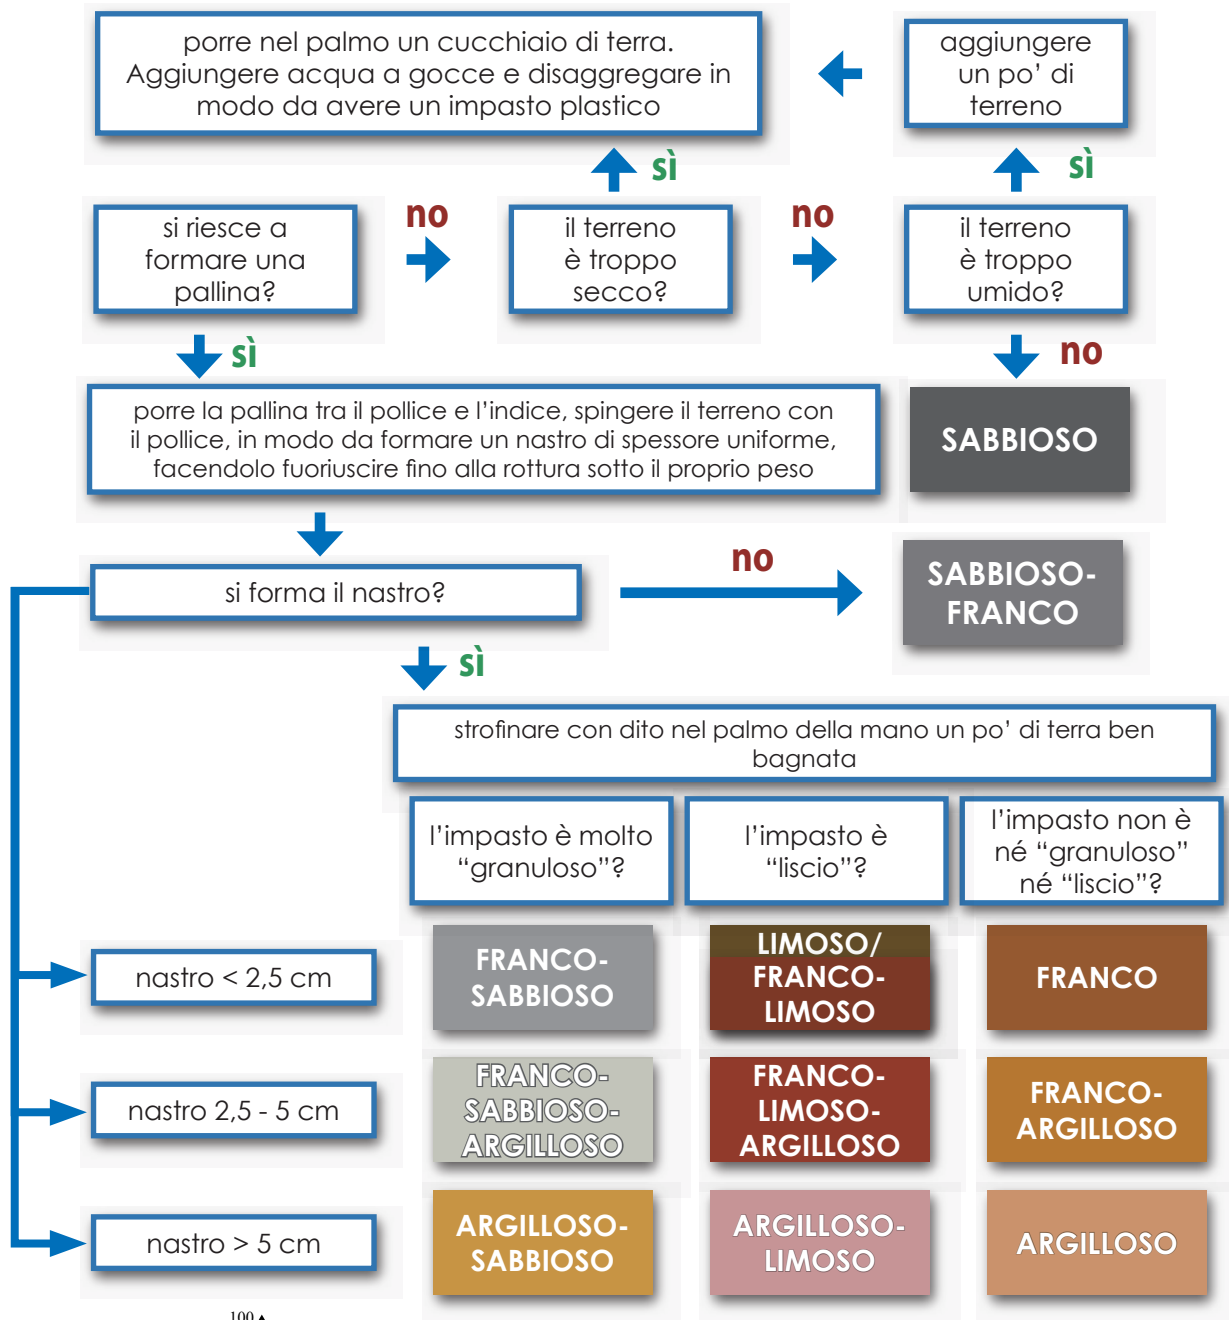 porre nel palmo un cucchiaio di terra.
Aggiungere acqua a gocce e disaggregare in
modo da avere un impasto plastico
aggiungere
un po’ di
terreno
sì
sì
si riesce a
formare una
pallina?
no
il terreno
è troppo
secco?
no
il terreno
è troppo
umido?
sì
no
porre la pallina tra il pollice e l’indice, spingere il terreno con
il pollice, in modo da formare un nastro di spessore uniforme,
facendolo fuoriuscire fino alla rottura sotto il proprio peso
SABBIOSO
si forma il nastro?
no
SABBIOSO-
FRANCO
sì
strofinare con dito nel palmo della mano un po’ di terra ben
bagnata
l’impasto è molto
“granuloso”?
l’impasto è
“liscio”?
l’impasto non è
né “granuloso”
né “liscio”?
nastro < 2,5 cm
FRANCO-
SABBIOSO
LIMOSO/
FRANCO-
LIMOSO
FRANCO
nastro 2,5 - 5 cm
FRANCO-
SABBIOSO-
ARGILLOSO
FRANCO-
LIMOSO-
ARGILLOSO
FRANCO-
ARGILLOSO
nastro > 5 cm
ARGILLOSO-
SABBIOSO
ARGILLOSO-
LIMOSO
ARGILLOSO
100